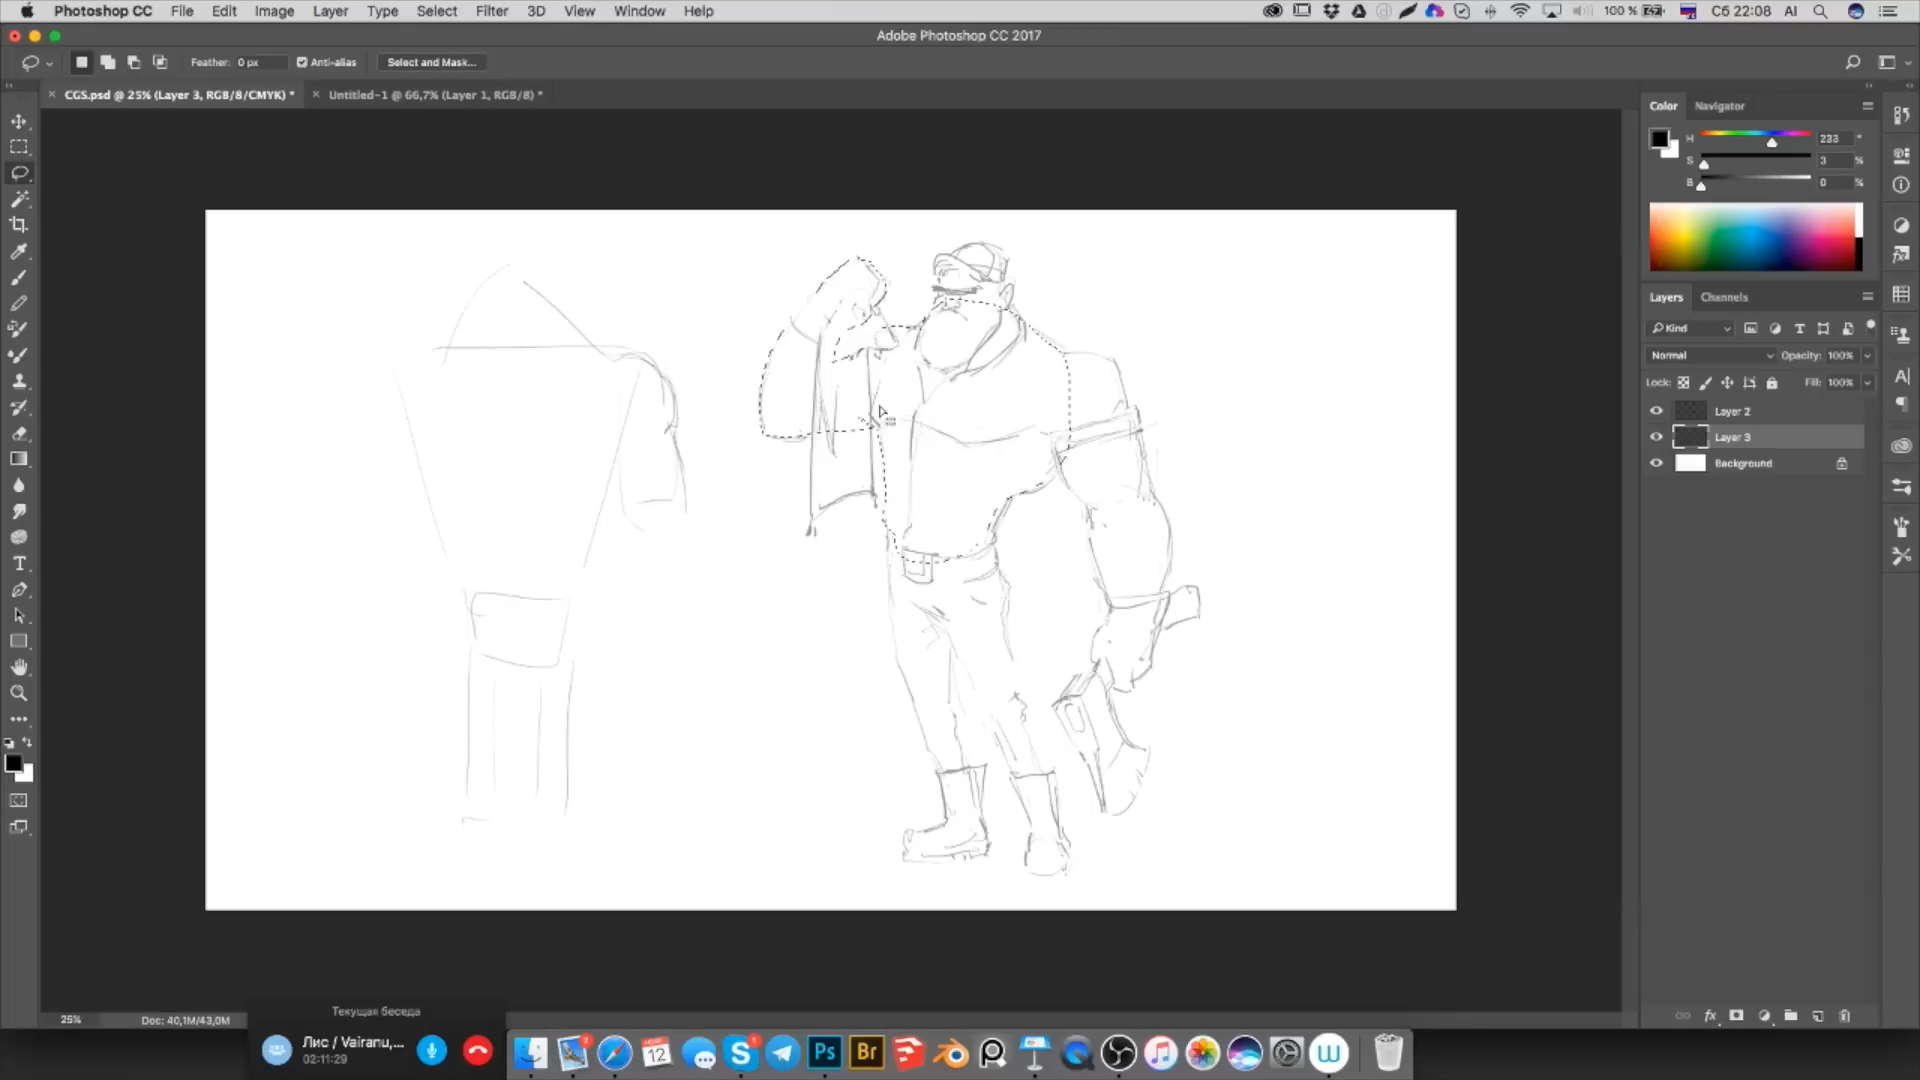 Photoshop CC File Edit Image Layer Type Select Filter 3D View Window Help 100 % Сб 22:08 AI
Adobe Photoshop CC 2017
Feather: 0 px Anti-alias Select and Mask...
CGS.psd @ 25% (Layer 3, RGB/8/CMYK) * Untitled-1 @ 66,7% (Layer 1, RGB/8) *
Color Navigator
H 233 °
S 3 %
B 0 %
Layers Channels
Kind
Normal Opacity: 100%
Lock: Fill: 100%
Layer 2
Layer 3
Background
25% Doc: 40,1M/43,0M
Текущая беседа
Лис / Vairanu,...
02:11:29
12
S
Ps
Br
W